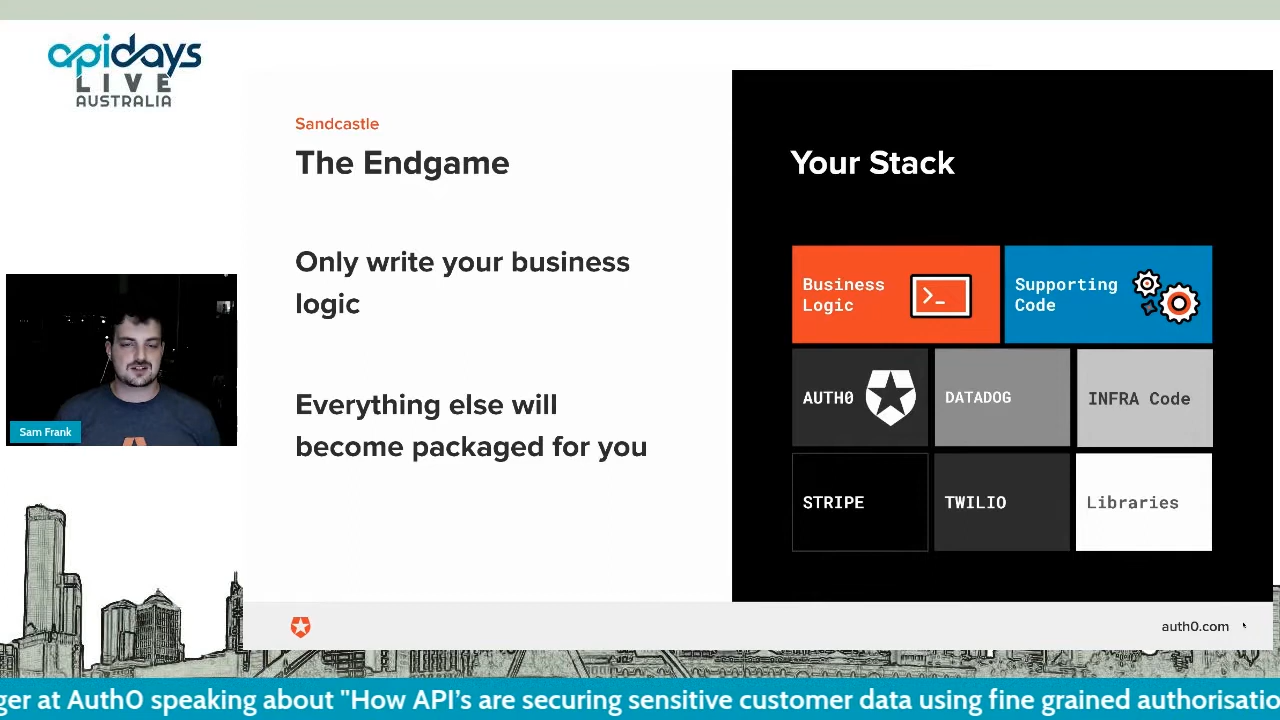 apidays
LIVE
AUSTRALIA
Sandcastle
The Endgame
Only write your business
logic
Everything else will
become packaged for you
Your Stack
Business
Logic
Supporting
Code
AUTH0
DATADOG
INFRA Code
STRIPE
TWILIO
Libraries
Sam Frank
auth0.com
ger at Auth0 speaking about "How API's are securing sensitive customer data using fine grained authorisatio